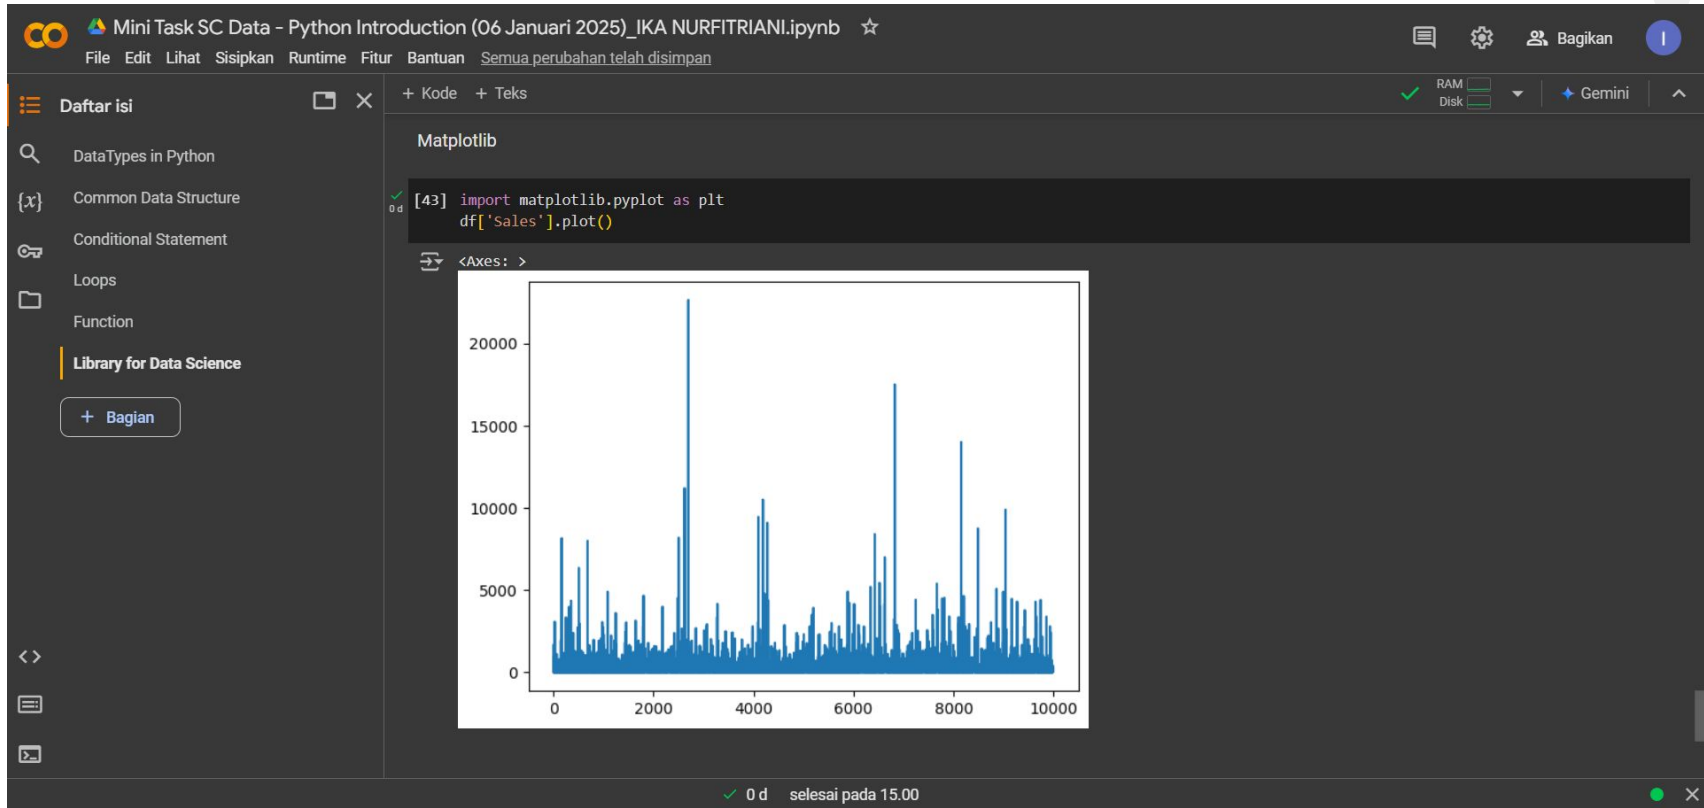 Mini Task SC Data - Python Introduction (06 Januari 2025)_IKA NURFITRIANI.ipynb
File Edit Lihat Sisipkan Runtime Fitur Bantuan Semua perubahan telah disimpan
Bagikan
I
Daftar isi
DataTypes in Python
Common Data Structure
Conditional Statement
Loops
Function
Library for Data Science
+ Bagian
{x}
+ Kode + Teks
RAM
Disk
Gemini
Matplotlib
0 d
[43] import matplotlib.pyplot as plt
df['Sales'].plot()
<Axes: >
20000
15000
10000
5000
0
0 2000 4000 6000 8000 10000
0 d selesai pada 15.00